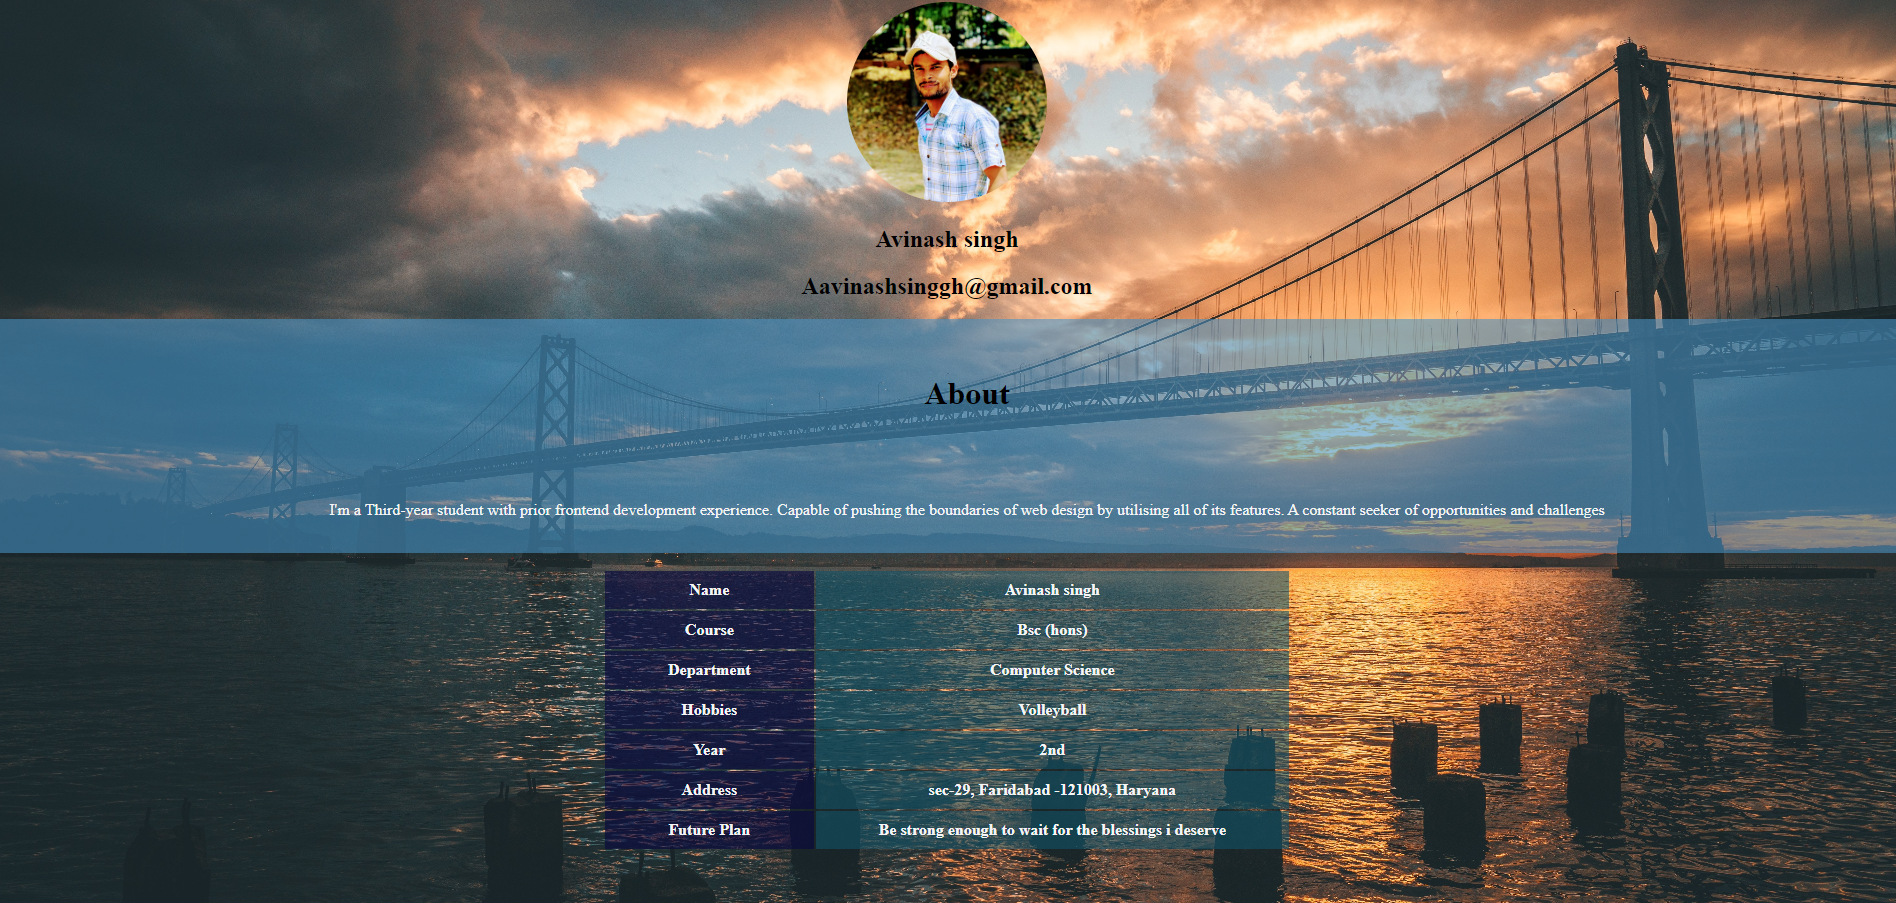 Avinash singh
Aavinashsinggh@gmail.com
About
I'm a Third-year student with prior frontend development experience. Capable of pushing the boundaries of web design by utilising all of its features. A constant seeker of opportunities and challenges
Name Avinash singh
Course Bsc (hons)
Department Computer Science
Hobbies Volleyball
Year 2nd
Address sec-29, Faridabad -121003, Haryana
Future Plan Be strong enough to wait for the blessings i deserve